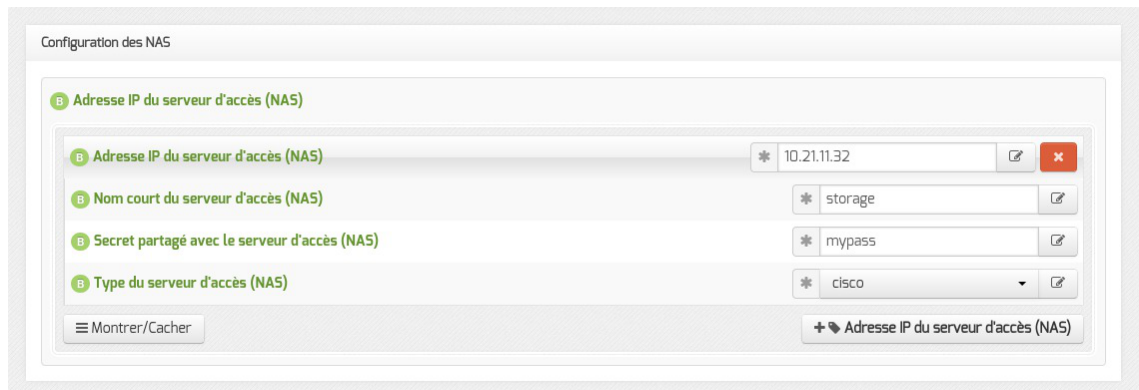 Configuration des NAS
B Adresse IP du serveur d'accès (NAS)
B Adresse IP du serveur d'accès (NAS) 10.21.11.32
B Nom court du serveur d'accès (NAS) storage
B Secret partagé avec le serveur d'accès (NAS) mypass
B Type du serveur d'accès (NAS) cisco
Montrer/Cacher Adresse IP du serveur d'accès (NAS)